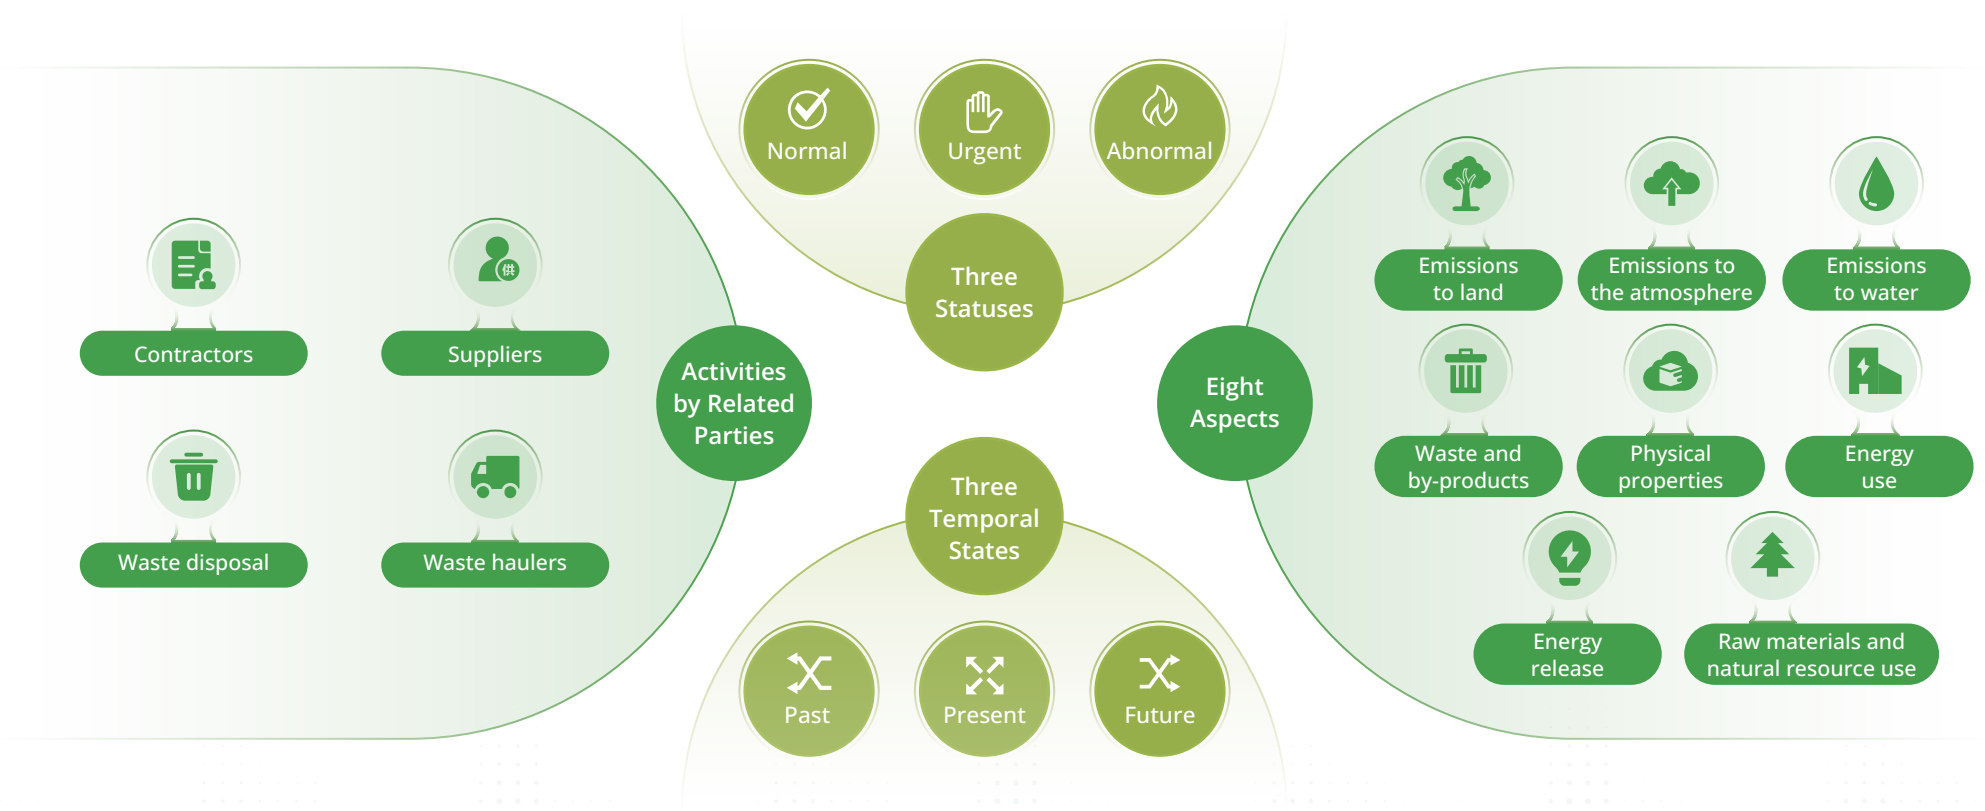 Normal
Urgent
Abnormal
Three
Statuses
Contractors
供
Suppliers
Waste disposal
Waste haulers
Activities
by Related
Parties
Eight
Aspects
Emissions
to land
Emissions to
the atmosphere
Emissions
to water
Waste and
by-products
Physical
properties
Energy
use
Energy
release
Raw materials and
natural resource use
Three
Temporal
States
Past
Present
Future